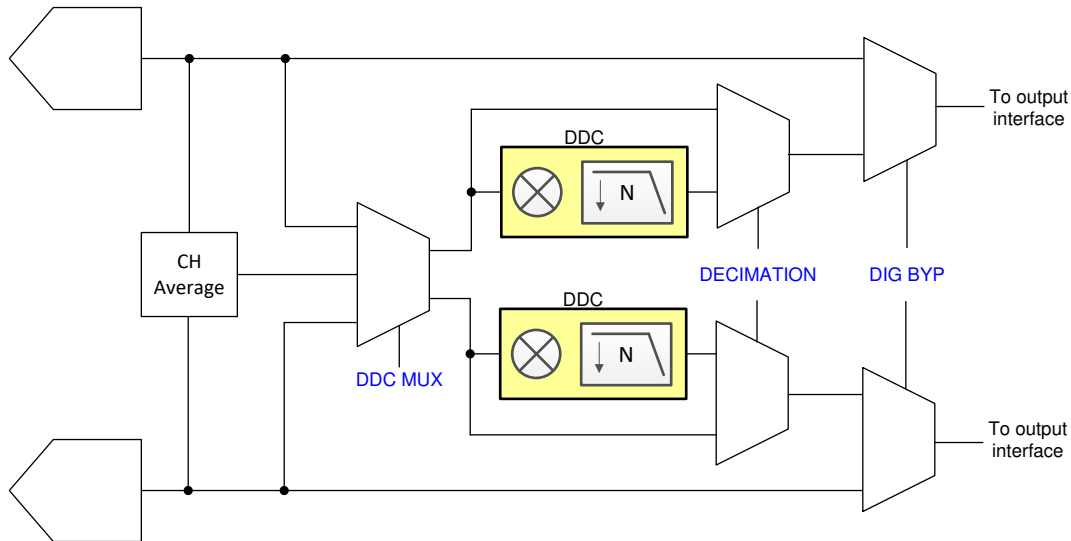 To output
interface
DDC
N
CH
Average
DECIMATION
DIG BYP
DDC
N
DDC MUX
To output
interface